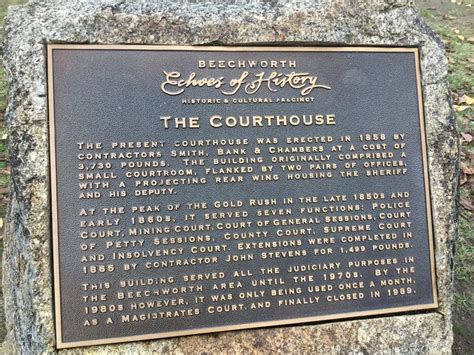 BEECHWORTH
Echoes of History
HISTORIC & CULTURAL PRECINCT
THE COURTHOUSE
THE PRESENT COURTHOUSE WAS ERECTED IN 1858 BY
CONTRACTORS SMITH, BANK & CHAMBERS AT A COST OF
3,730 POUNDS. THE BUILDING ORIGINALLY COMPRISED A
SMALL COURTROOM, FLANKED BY TWO PAIRS OF OFFICES,
WITH A PROJECTING REAR WING HOUSING THE SHERIFF
AND HIS DEPUTY.
AT THE PEAK OF THE GOLD RUSH IN THE LATE 1850S AND
EARLY 1860S, IT SERVED SEVEN FUNCTIONS: POLICE
COURT, MINING COURT, COURT OF GENERAL SESSIONS, COURT
OF PETTY SESSIONS, COUNTY COURT, SUPREME COURT
AND INSOLVENCY COURT. EXTENSIONS WERE COMPLETED IN
1885 BY CONTRACTOR JOHN STEVENS FOR 1,499 POUNDS.
THIS BUILDING SERVED ALL THE JUDICIARY PURPOSES IN
THE BEECHWORTH AREA UNTIL THE 1970S. BY THE
1980S HOWEVER, IT WAS ONLY BEING USED ONCE A MONTH,
AS A MAGISTRATES COURT, AND FINALLY CLOSED IN 1989.